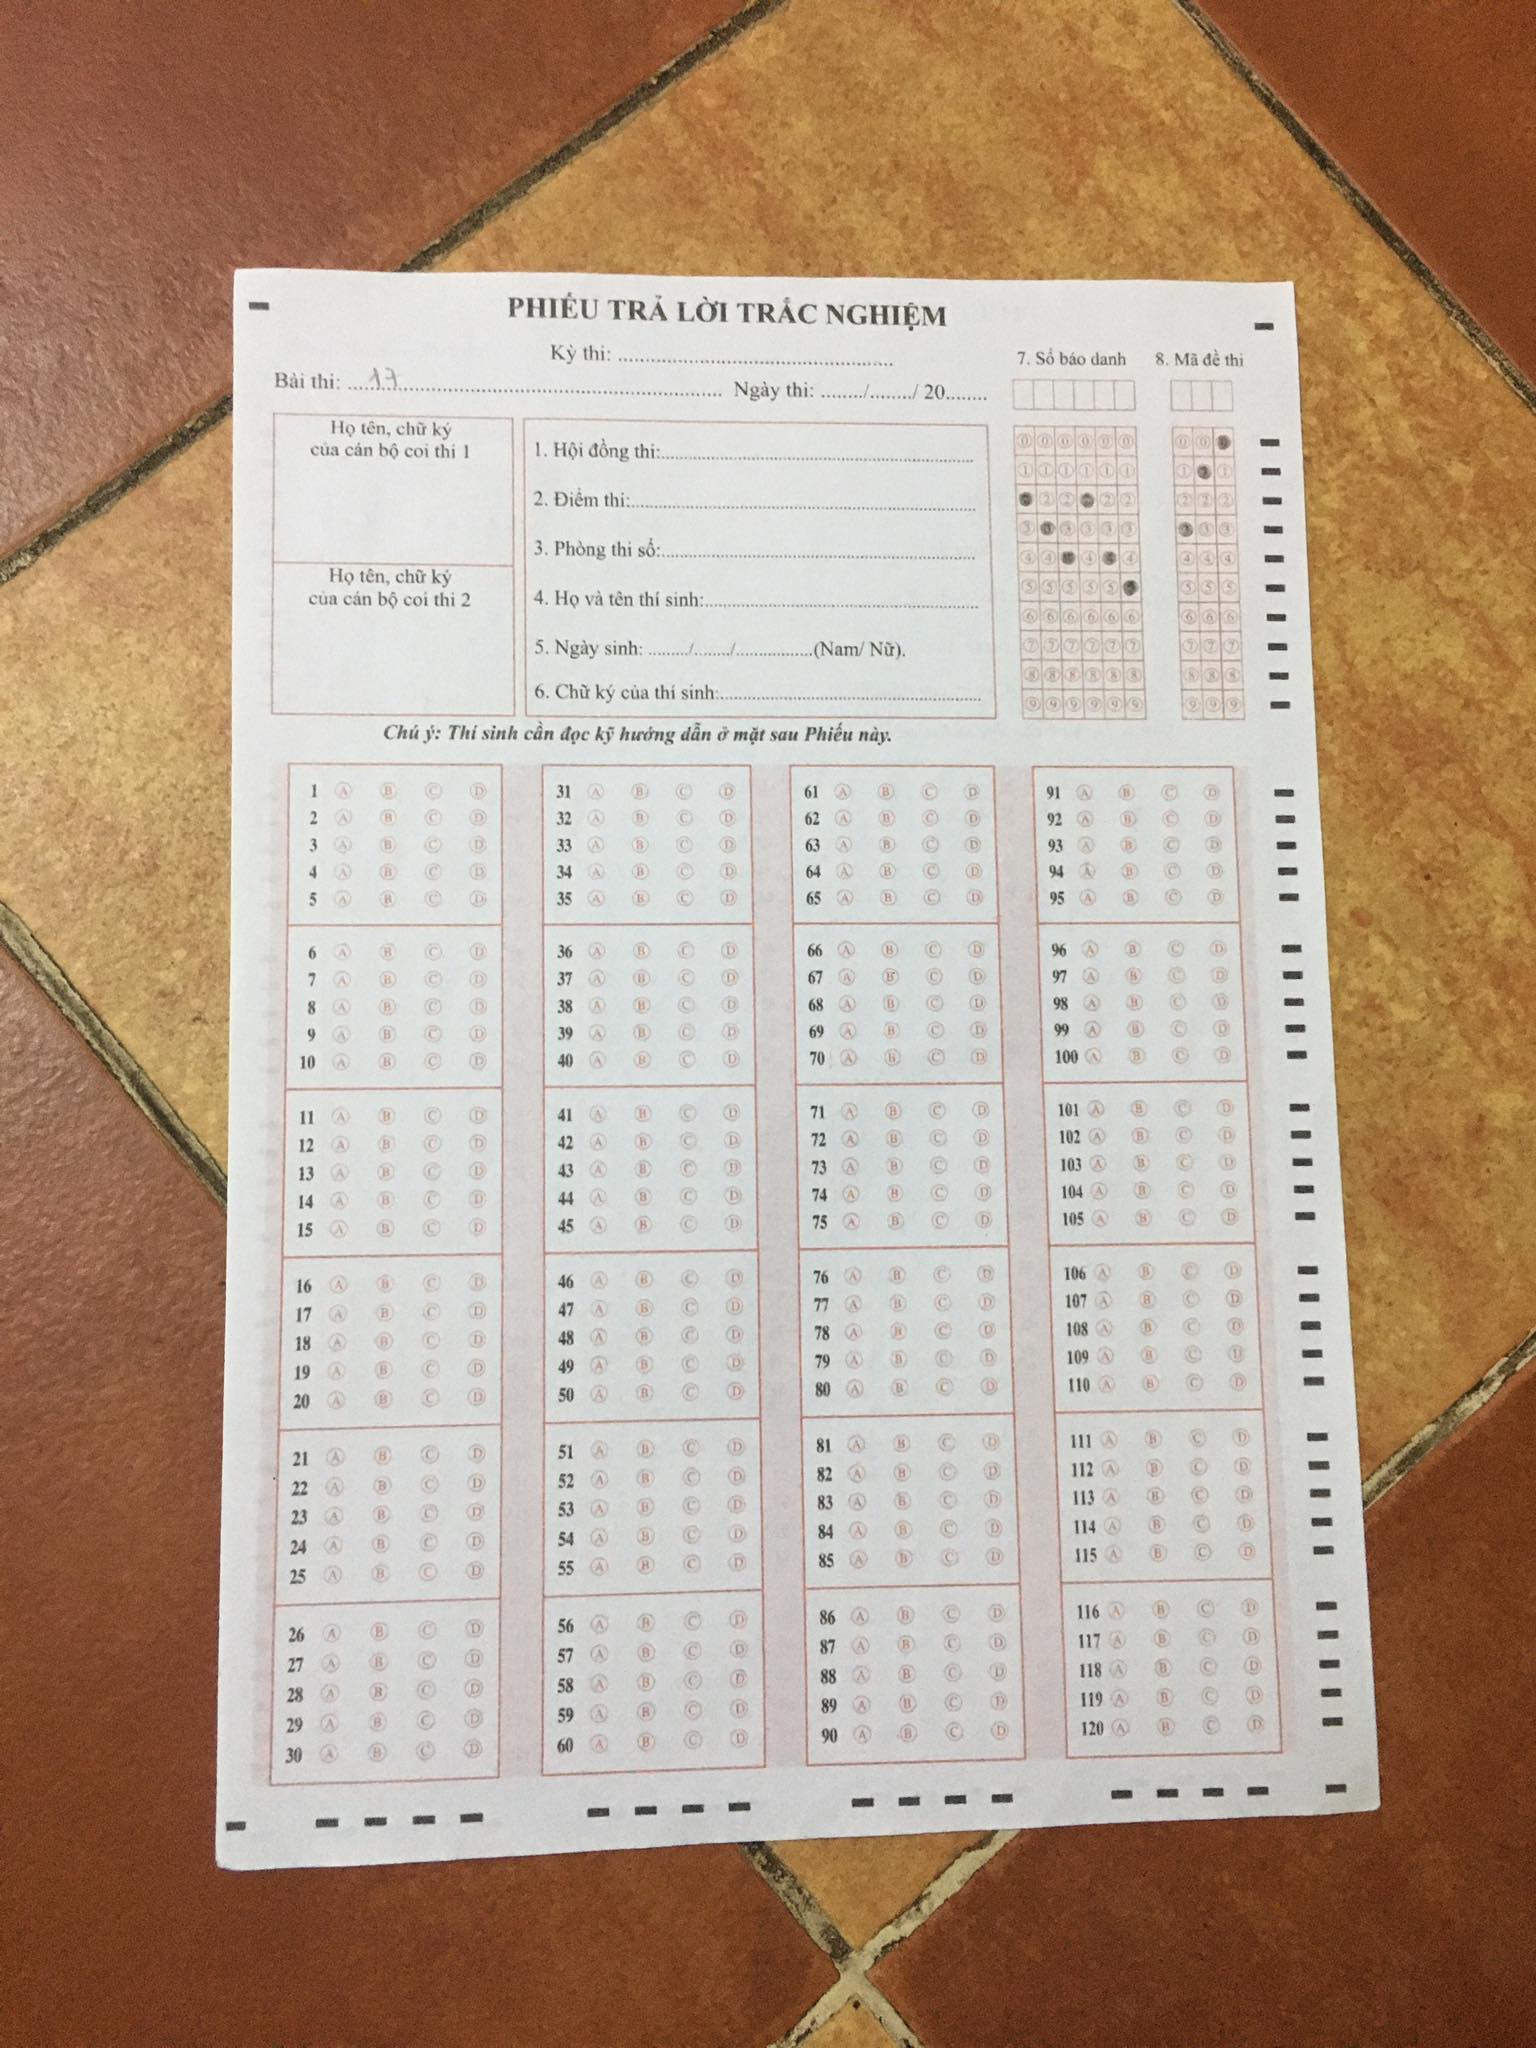 PHIẾU TRẢ LỜI TRẮC NGHIỆM
Kỳ thi: ..................................................
Bài thi: ....17.................................................... Ngày thi: ......../......../ 20........
7. Số báo danh
8. Mã đề thi
Họ tên, chữ ký
của cán bộ coi thi 1
Họ tên, chữ ký
của cán bộ coi thi 2
1. Hội đồng thi:............................................................
2. Điểm thi:..................................................................
3. Phòng thi số:............................................................
4. Họ và tên thí sinh:....................................................
5. Ngày sinh: ......../......./...............(Nam/ Nữ).
6. Chữ ký của thí sinh:..................................................
0 0 0 0 0 0 0 0
1 1 1 1 1 1 1 1
2 2 2 2 2 2 2
3 3 3 3 3 3 3
4 4 4 4 4 4 4
5 5 5 5 5 5 5 5
6 6 6 6 6 6 6 6 6
7 7 7 7 7 7 7 7 7
8 8 8 8 8 8 8 8 8
9 9 9 9 9 9 9 9 9
Chú ý: Thí sinh cần đọc kỹ hướng dẫn ở mặt sau Phiếu này.
1 A B C D
2 A B C D
3 A B C D
4 A B C D
5 A B C D
6 A B C D
7 A B C D
8 A B C D
9 A B C D
10 A B C D
11 A B C D
12 A B C D
13 A B C D
14 A B C D
15 A B C D
16 A B C D
17 A B C D
18 A B C D
19 A B C D
20 A B C D
21 A B C D
22 A B C D
23 A B C D
24 A B C D
25 A B C D
26 A B C D
27 A B C D
28 A B C D
29 A B C D
30 A B C D
31 A B C D
32 A B C D
33 A B C D
34 A B C D
35 A B C D
36 A B C D
37 A B C D
38 A B C D
39 A B C D
40 A B C D
41 A B C D
42 A B C D
43 A B C D
44 A B C D
45 A B C D
46 A B C D
47 A B C D
48 A B C D
49 A B C D
50 A B C D
51 A B C D
52 A B C D
53 A B C D
54 A B C D
55 A B C D
56 A B C D
57 A B C D
58 A B C D
59 A B C D
60 A B C D
61 A B C D
62 A B C D
63 A B C D
64 A B C D
65 A B C D
66 A B C D
67 A B C D
68 A B C D
69 A B C D
70 A B C D
71 A B C D
72 A B C D
73 A B C D
74 A B C D
75 A B C D
76 A B C D
77 A B C D
78 A B C D
79 A B C D
80 A B C D
81 A B C D
82 A B C D
83 A B C D
84 A B C D
85 A B C D
86 A B C D
87 A B C D
88 A B C D
89 A B C D
90 A B C D
91 A B C D
92 A B C D
93 A B C D
94 A B C D
95 A B C D
96 A B C D
97 A B C D
98 A B C D
99 A B C D
100 A B C D
101 A B C D
102 A B C D
103 A B C D
104 A B C D
105 A B C D
106 A B C D
107 A B C D
108 A B C D
109 A B C D
110 A B C D
111 A B C D
112 A B C D
113 A B C D
114 A B C D
115 A B C D
116 A B C D
117 A B C D
118 A B C D
119 A B C D
120 A B C D